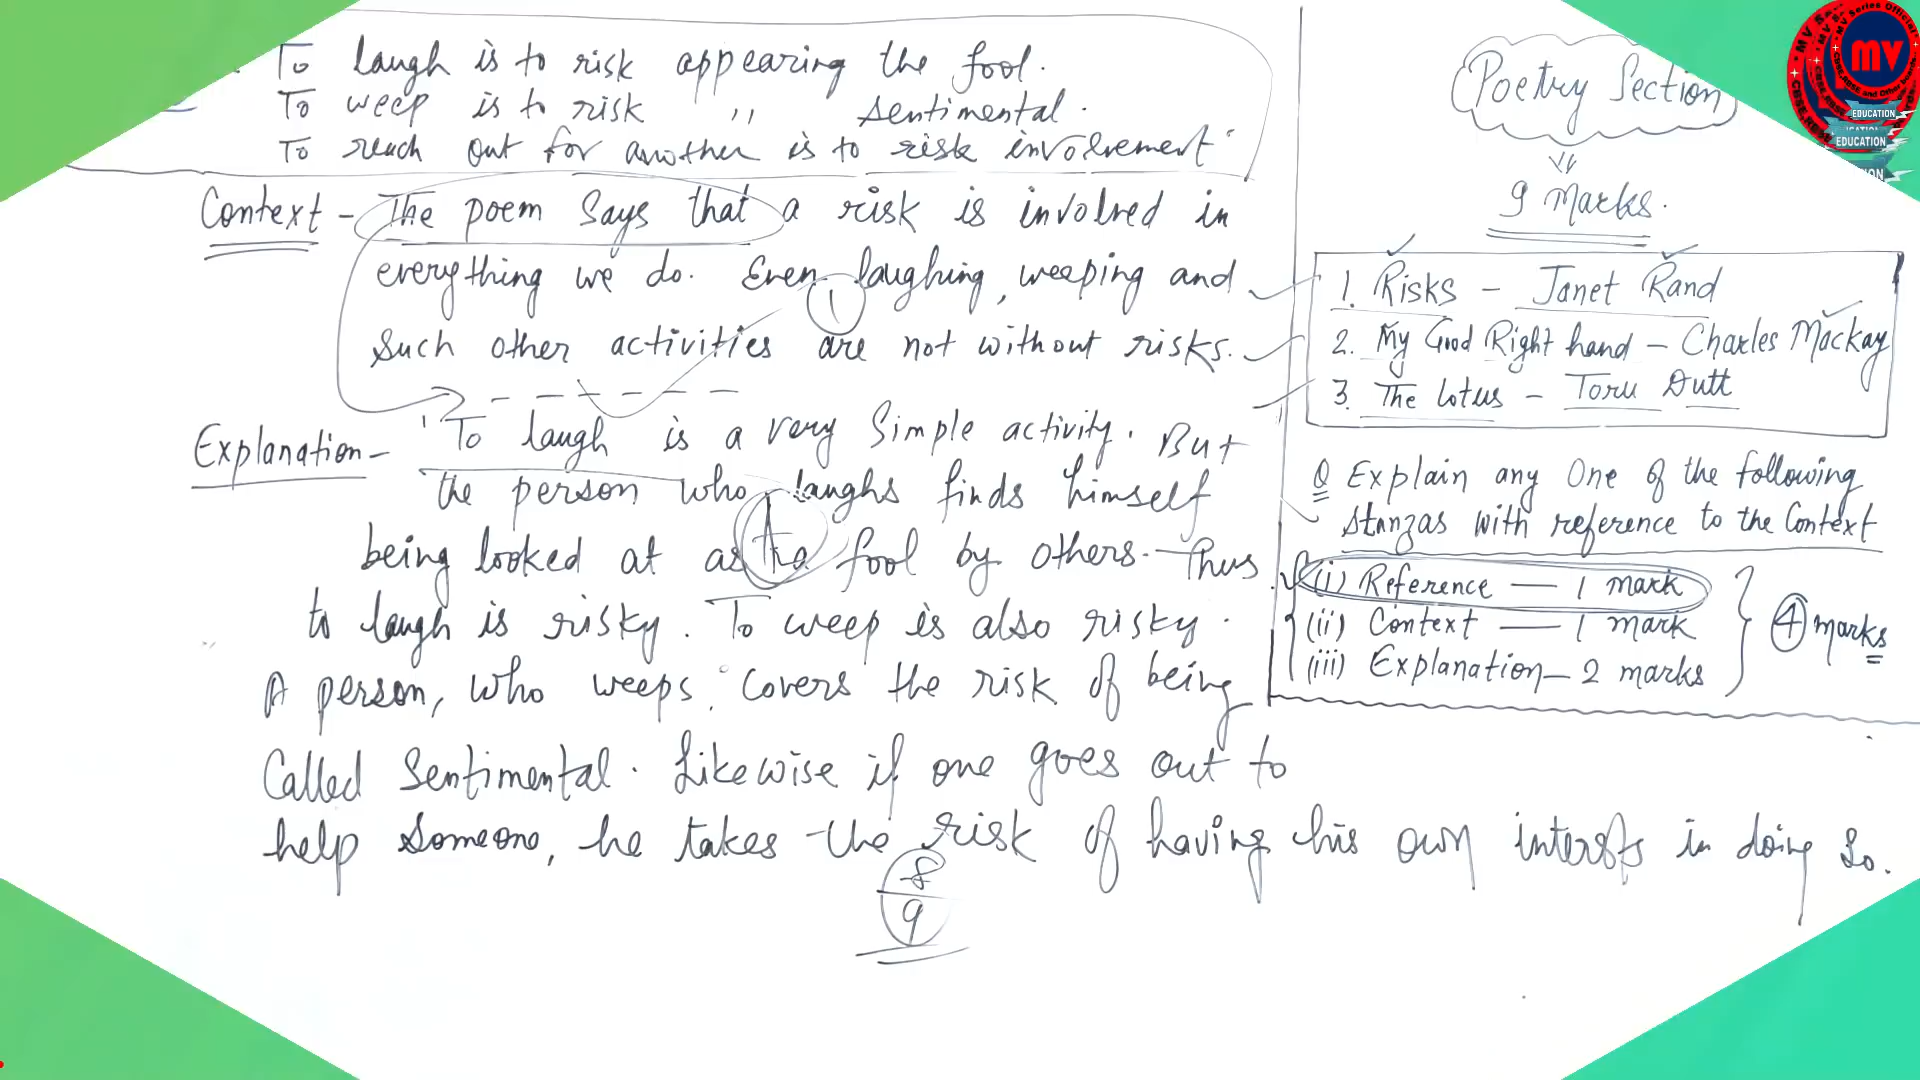 To laugh is to risk appearing the fool.
To weep is to risk ,, sentimental.
To reach out for another is to risk involvement
Context - The poem says that a risk is involved in
everything we do. Even laughing, weeping and
such other activities are not without risks.
1
Explanation - 'To laugh is a very simple activity. But
the person who laughs finds himself
being looked at as a fool by others. Thus
to laugh is risky. To weep is also risky.
A person, who weeps covers the risk of being
Called Sentimental. Likewise if one goes out to
help someone, he takes the risk of having his own intersts in doing so.
8
9
Poetry Section
9 Marks.
1. Risks - Janet Rand
2. My Good Right hand - Charles Mackay
3. The Lotus - Toru Dutt
Q Explain any One of the following
stanzas with reference to the Context
(i) Reference - 1 mark
(ii) Context - 1 mark
(iii) Explanation - 2 marks
4 marks
MV
EDUCATION
EDUCATION